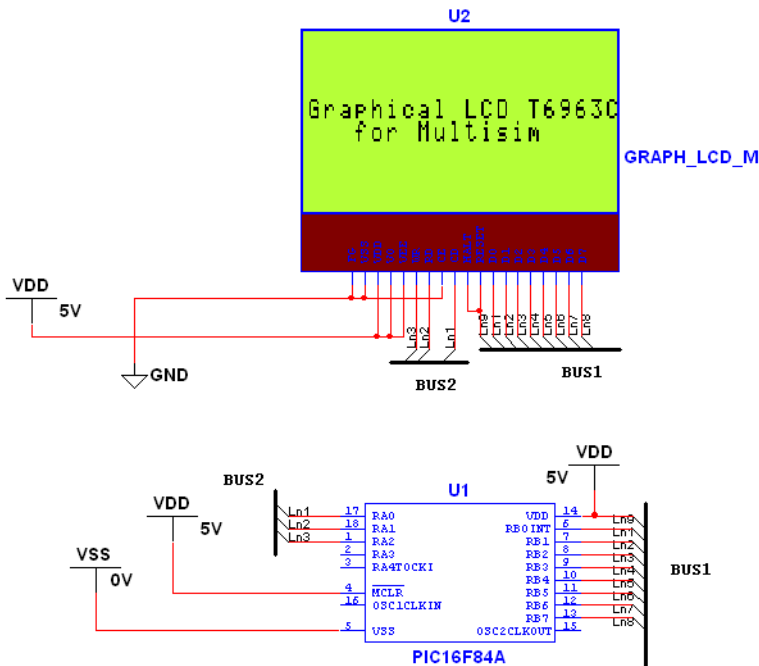 U2
Graphical LCD T6963C
for Multisim
GRAPH_LCD_M
VDD
5V
GND
Ln3
Ln2
Ln1
Ln9
Ln1
Ln2
Ln3
Ln4
Ln5
Ln6
Ln7
Ln8
BUS2
BUS1
VDD
5V
BUS2
U1
Ln1 17 RA0
Ln2 18 RA1
Ln3 1 RA2
2 RA3
3 RA4TOCKI
VDD
5V
4 MCLR
16 OSC1CLKIN
VSS
0V
5 VSS
VDD 14 Ln9
RB0INT 6 Ln1
RB1 7 Ln2
RB2 8 Ln3
RB3 9 Ln4
RB4 10 Ln5
RB5 11 Ln6
RB6 12 Ln7
RB7 13 Ln8
OSC2CLKOUT 15
BUS1
PIC16F84A